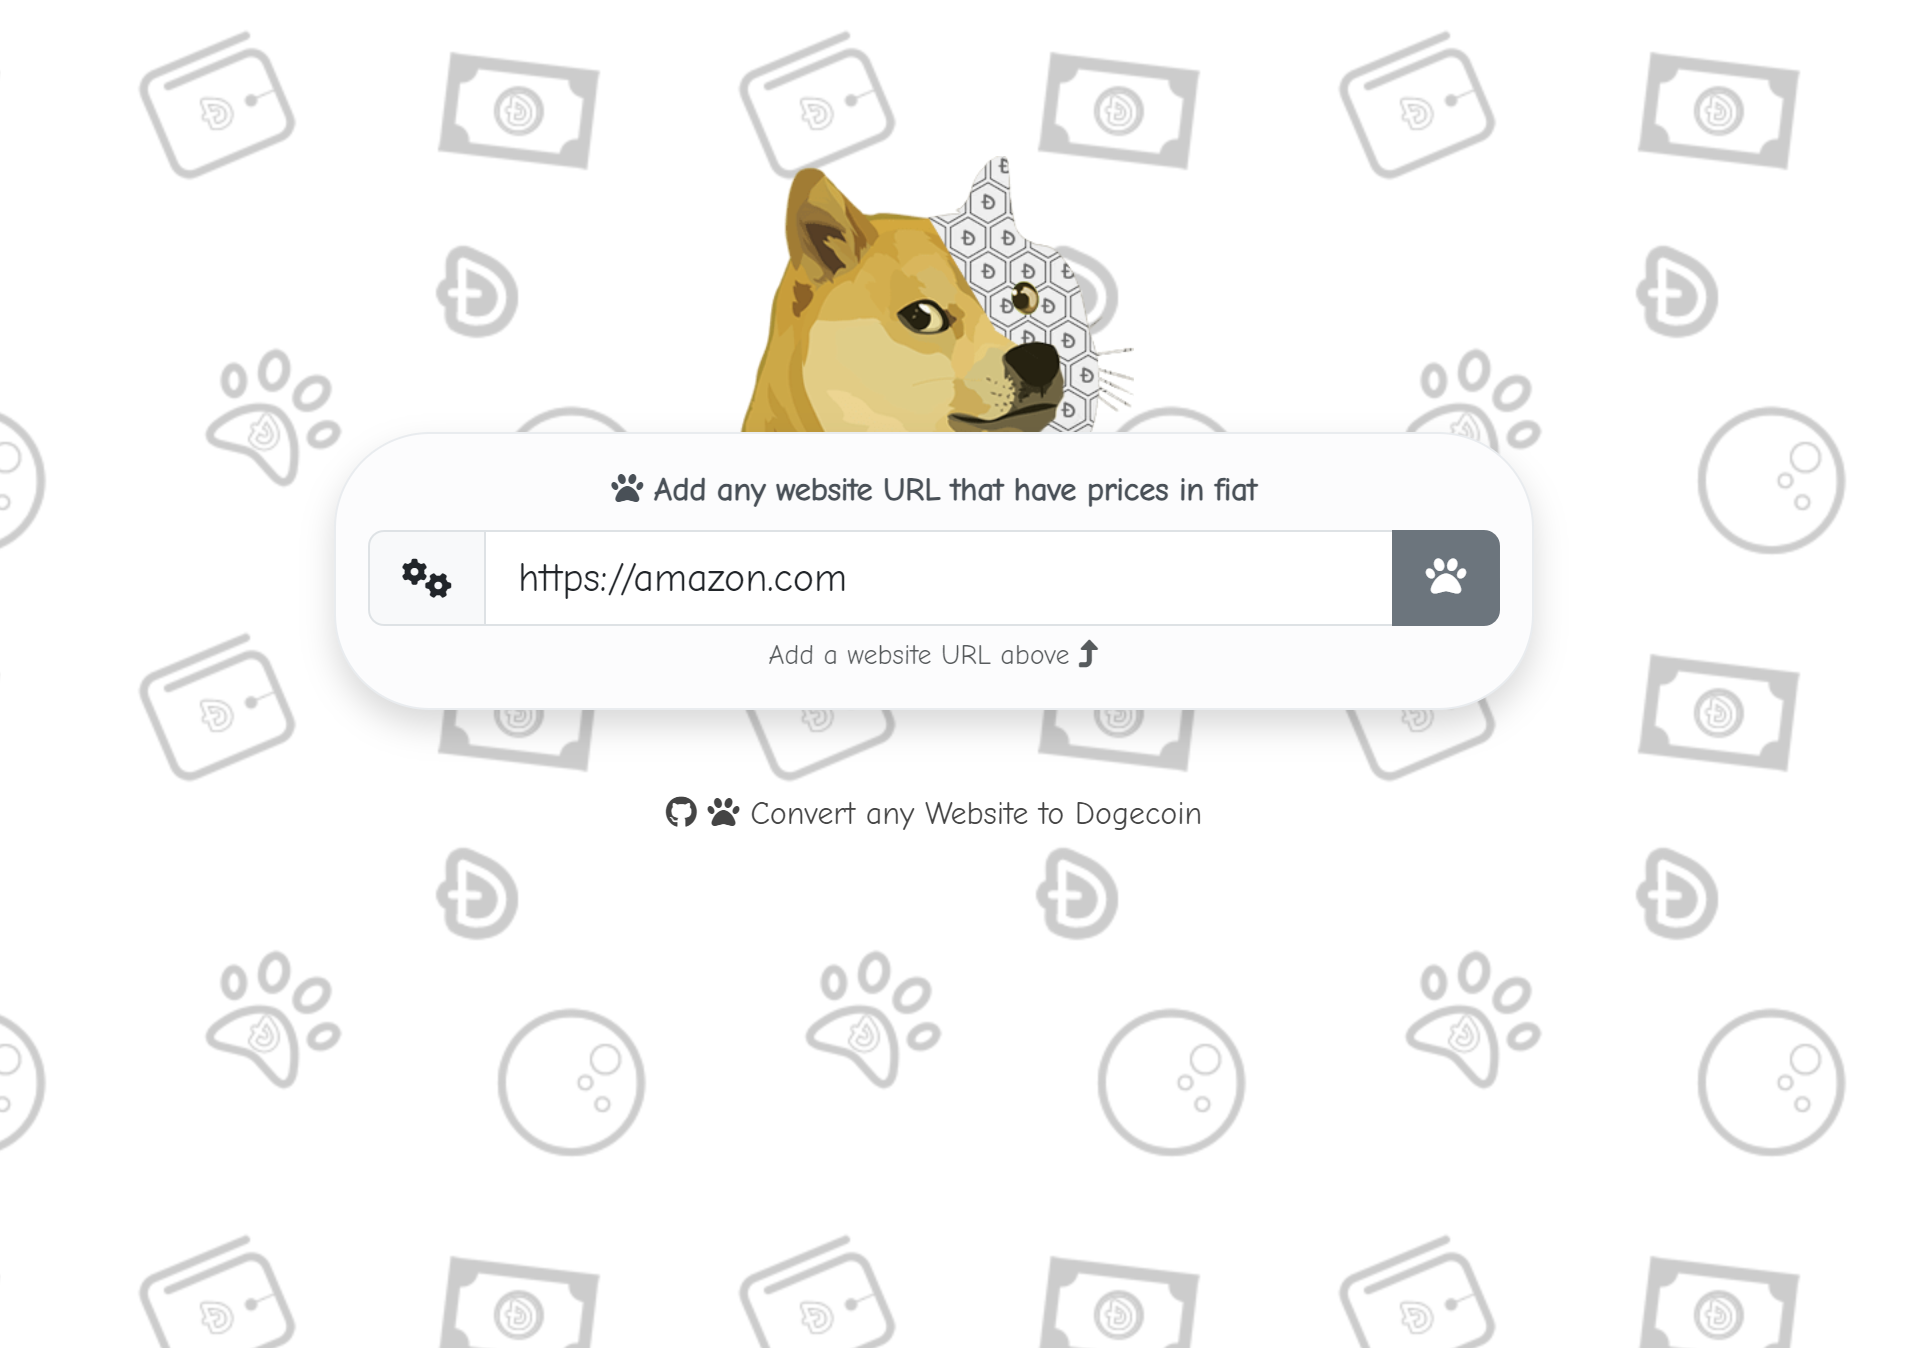 Add any website URL that have prices in fiat
https://amazon.com
Add a website URL above
Convert any Website to Dogecoin